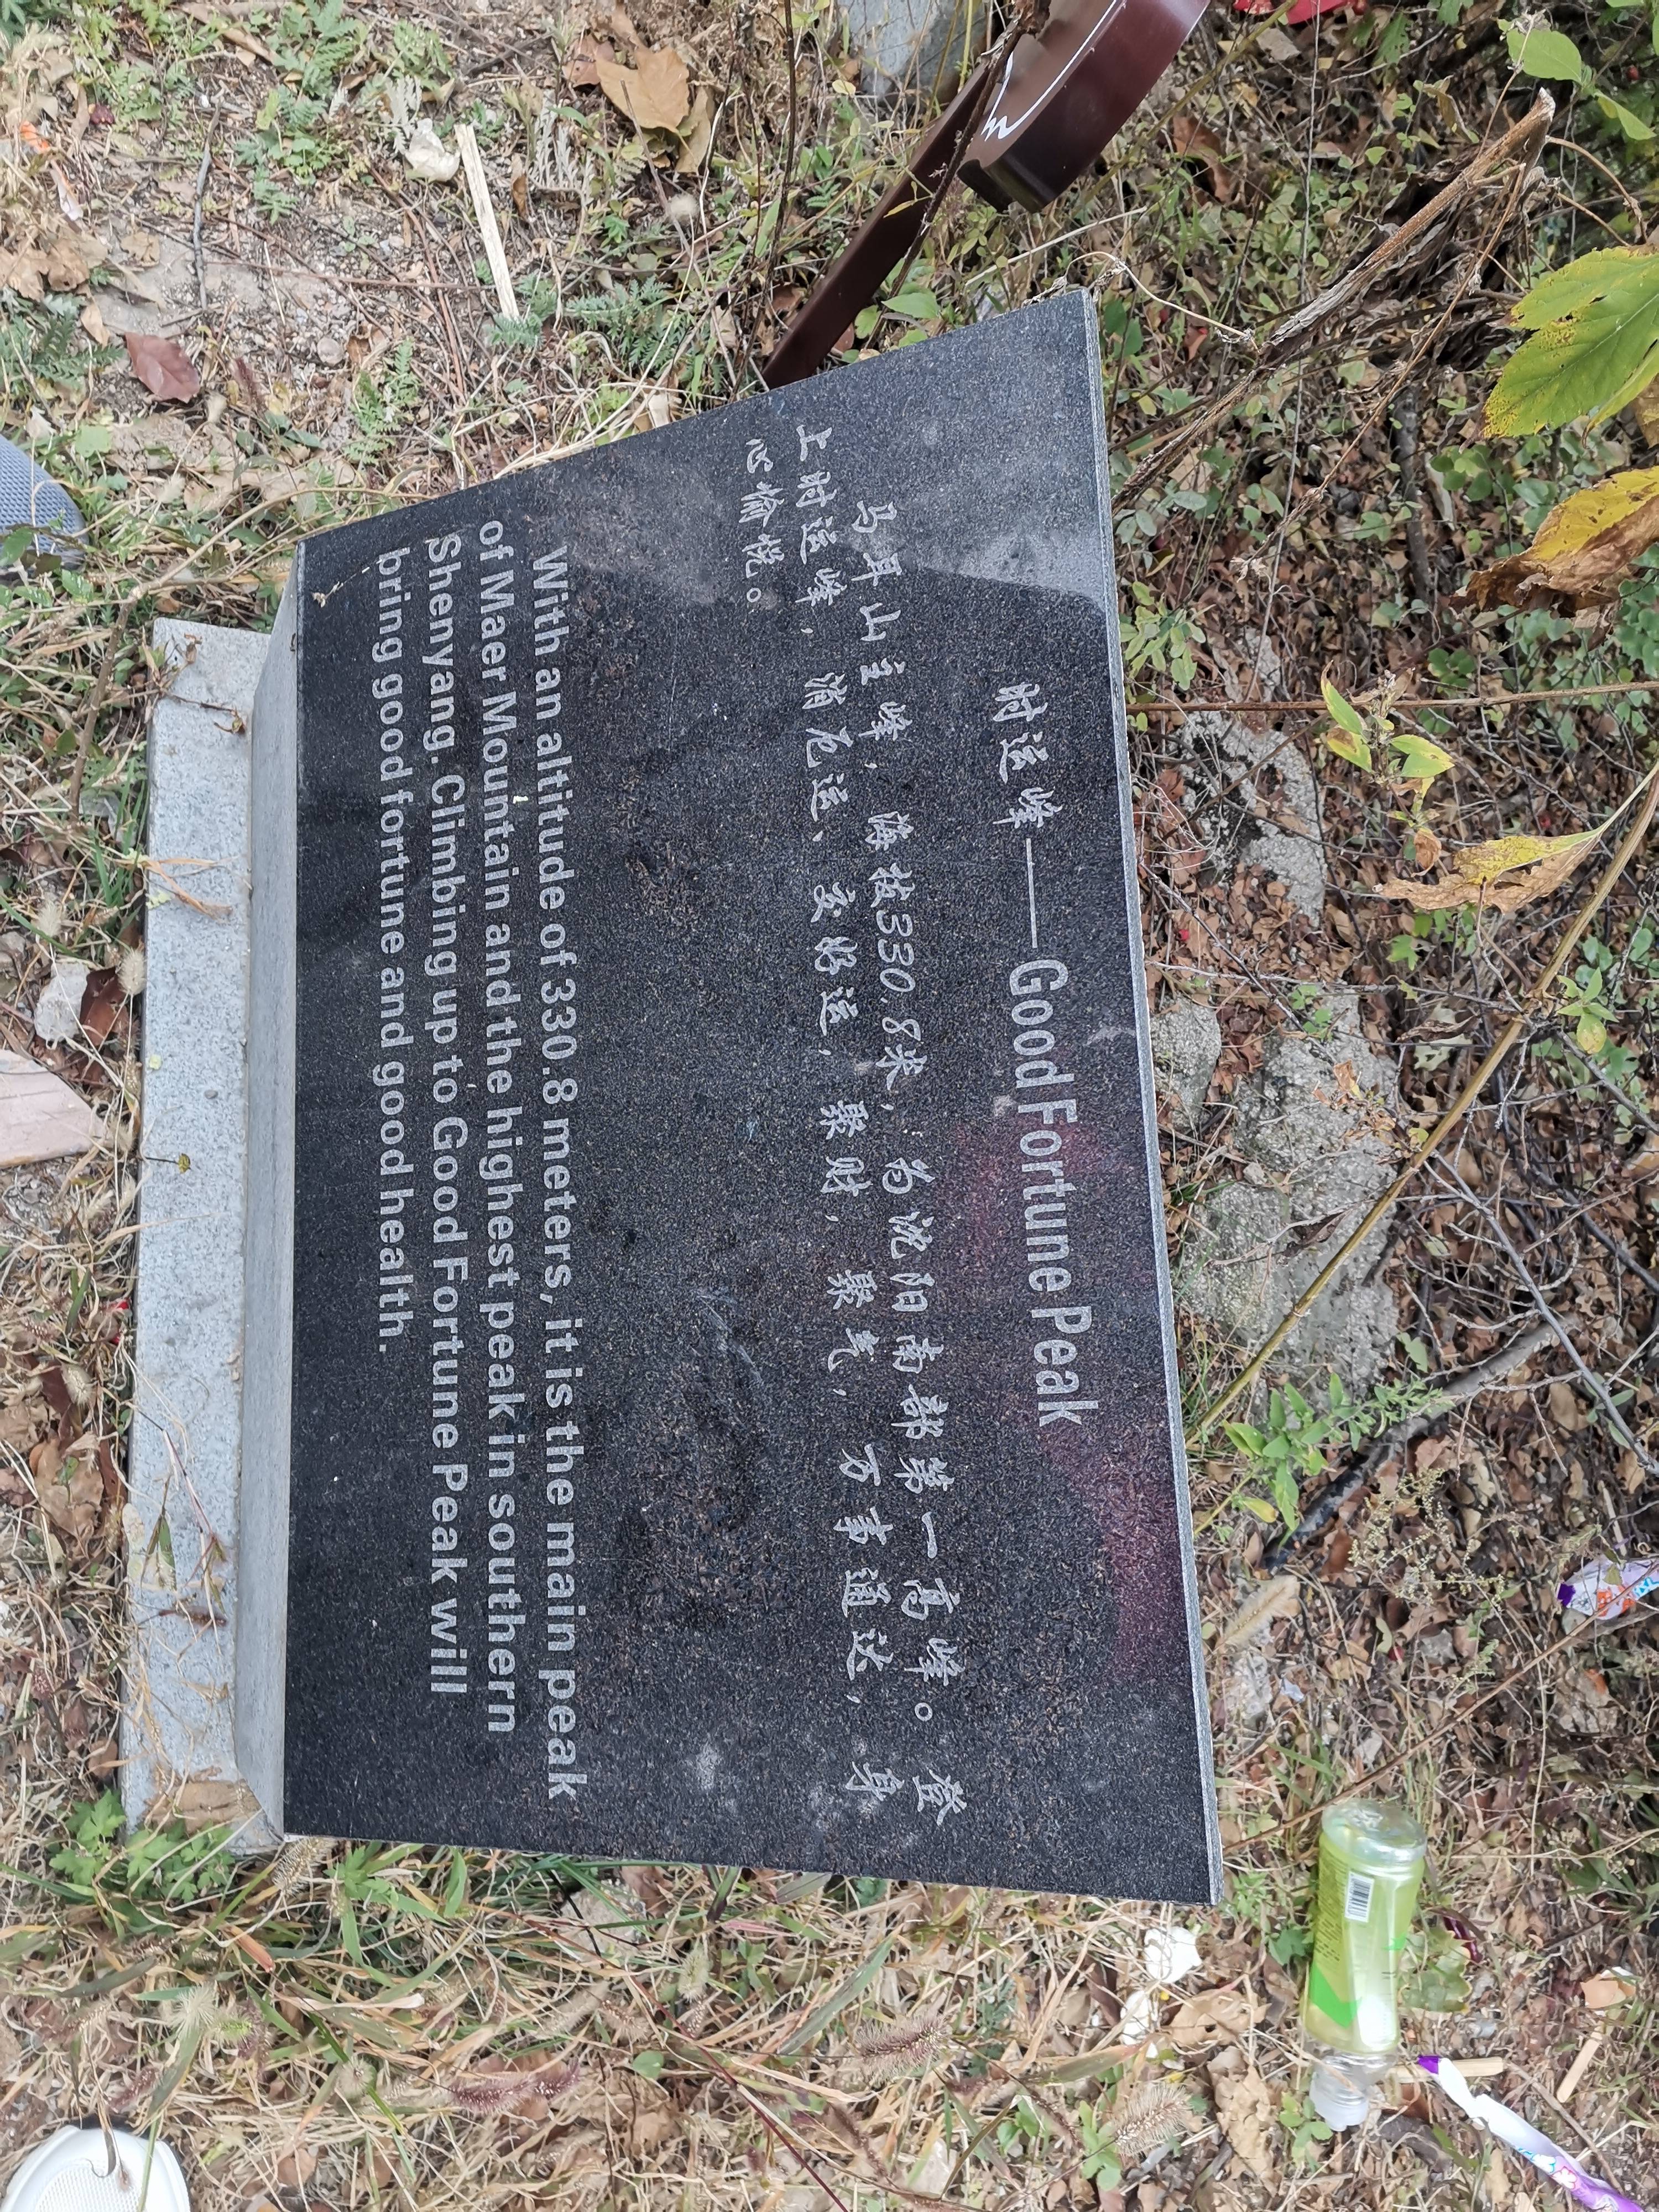 时运峰——Good Fortune Peak
马耳山主峰，海拔330.8米，为沈阳南部第一高峰。登
上时运峰，消厄运、交好运，聚财，聚气，万事通达，身
心愉悦。
With an altitude of 330.8 meters, it is the main peak
of Maer Mountain and the highest peak in southern
Shenyang. Climbing up to Good Fortune Peak will
bring good fortune and good health.